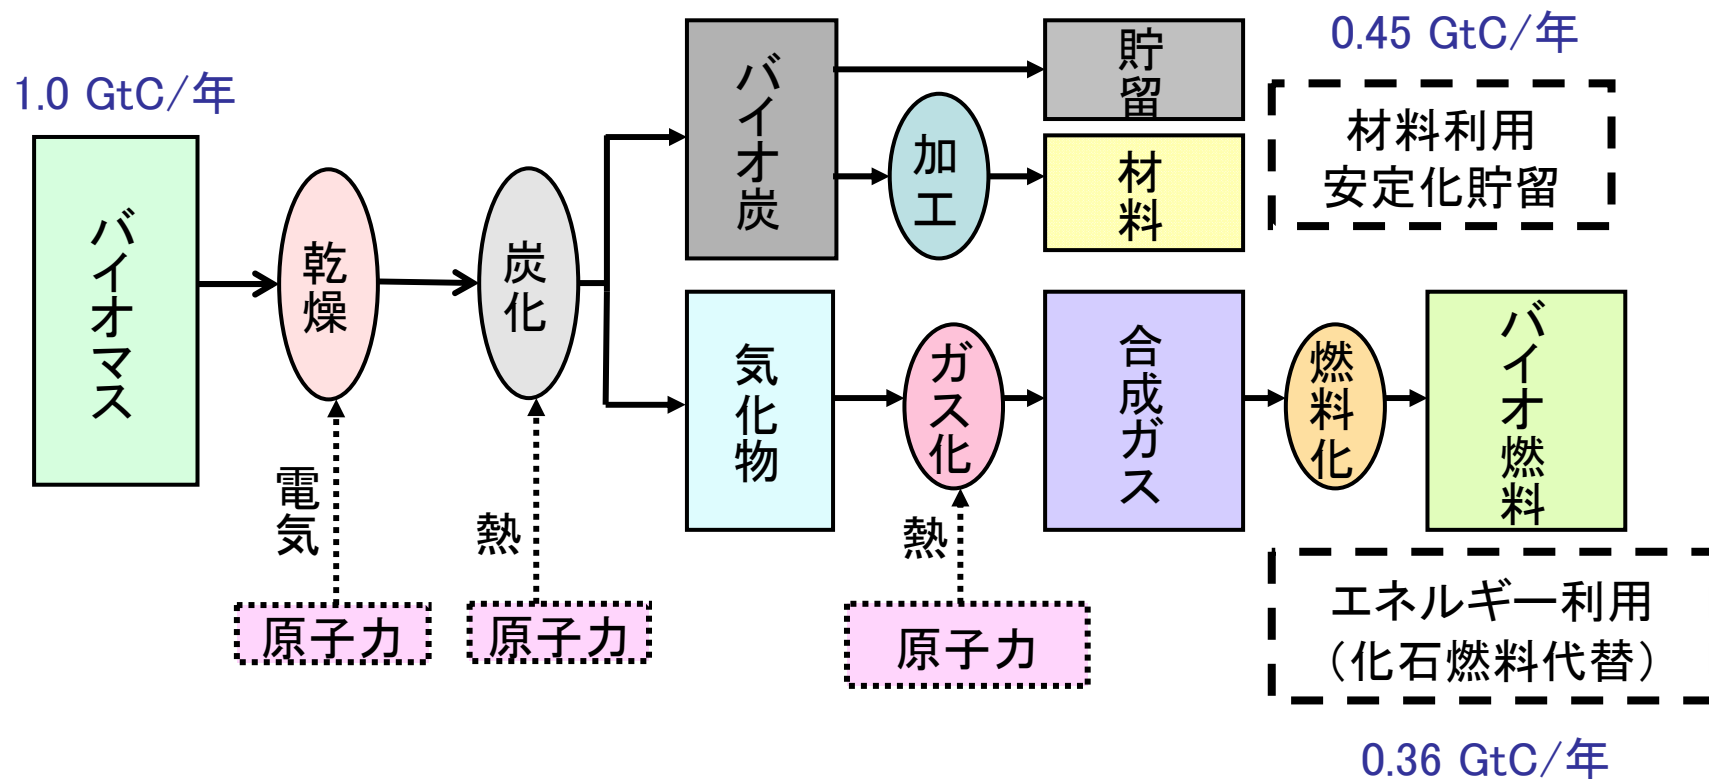 1.0 GtC/年
バイオマス
乾燥
炭化
電気
熱
原子力
原子力
バイオ炭
貯留
加工
材料
0.45 GtC/年
材料利用
安定化貯留
気化物
ガス化
合成ガス
燃料化
バイオ燃料
熱
原子力
エネルギー利用
（化石燃料代替）
0.36 GtC/年